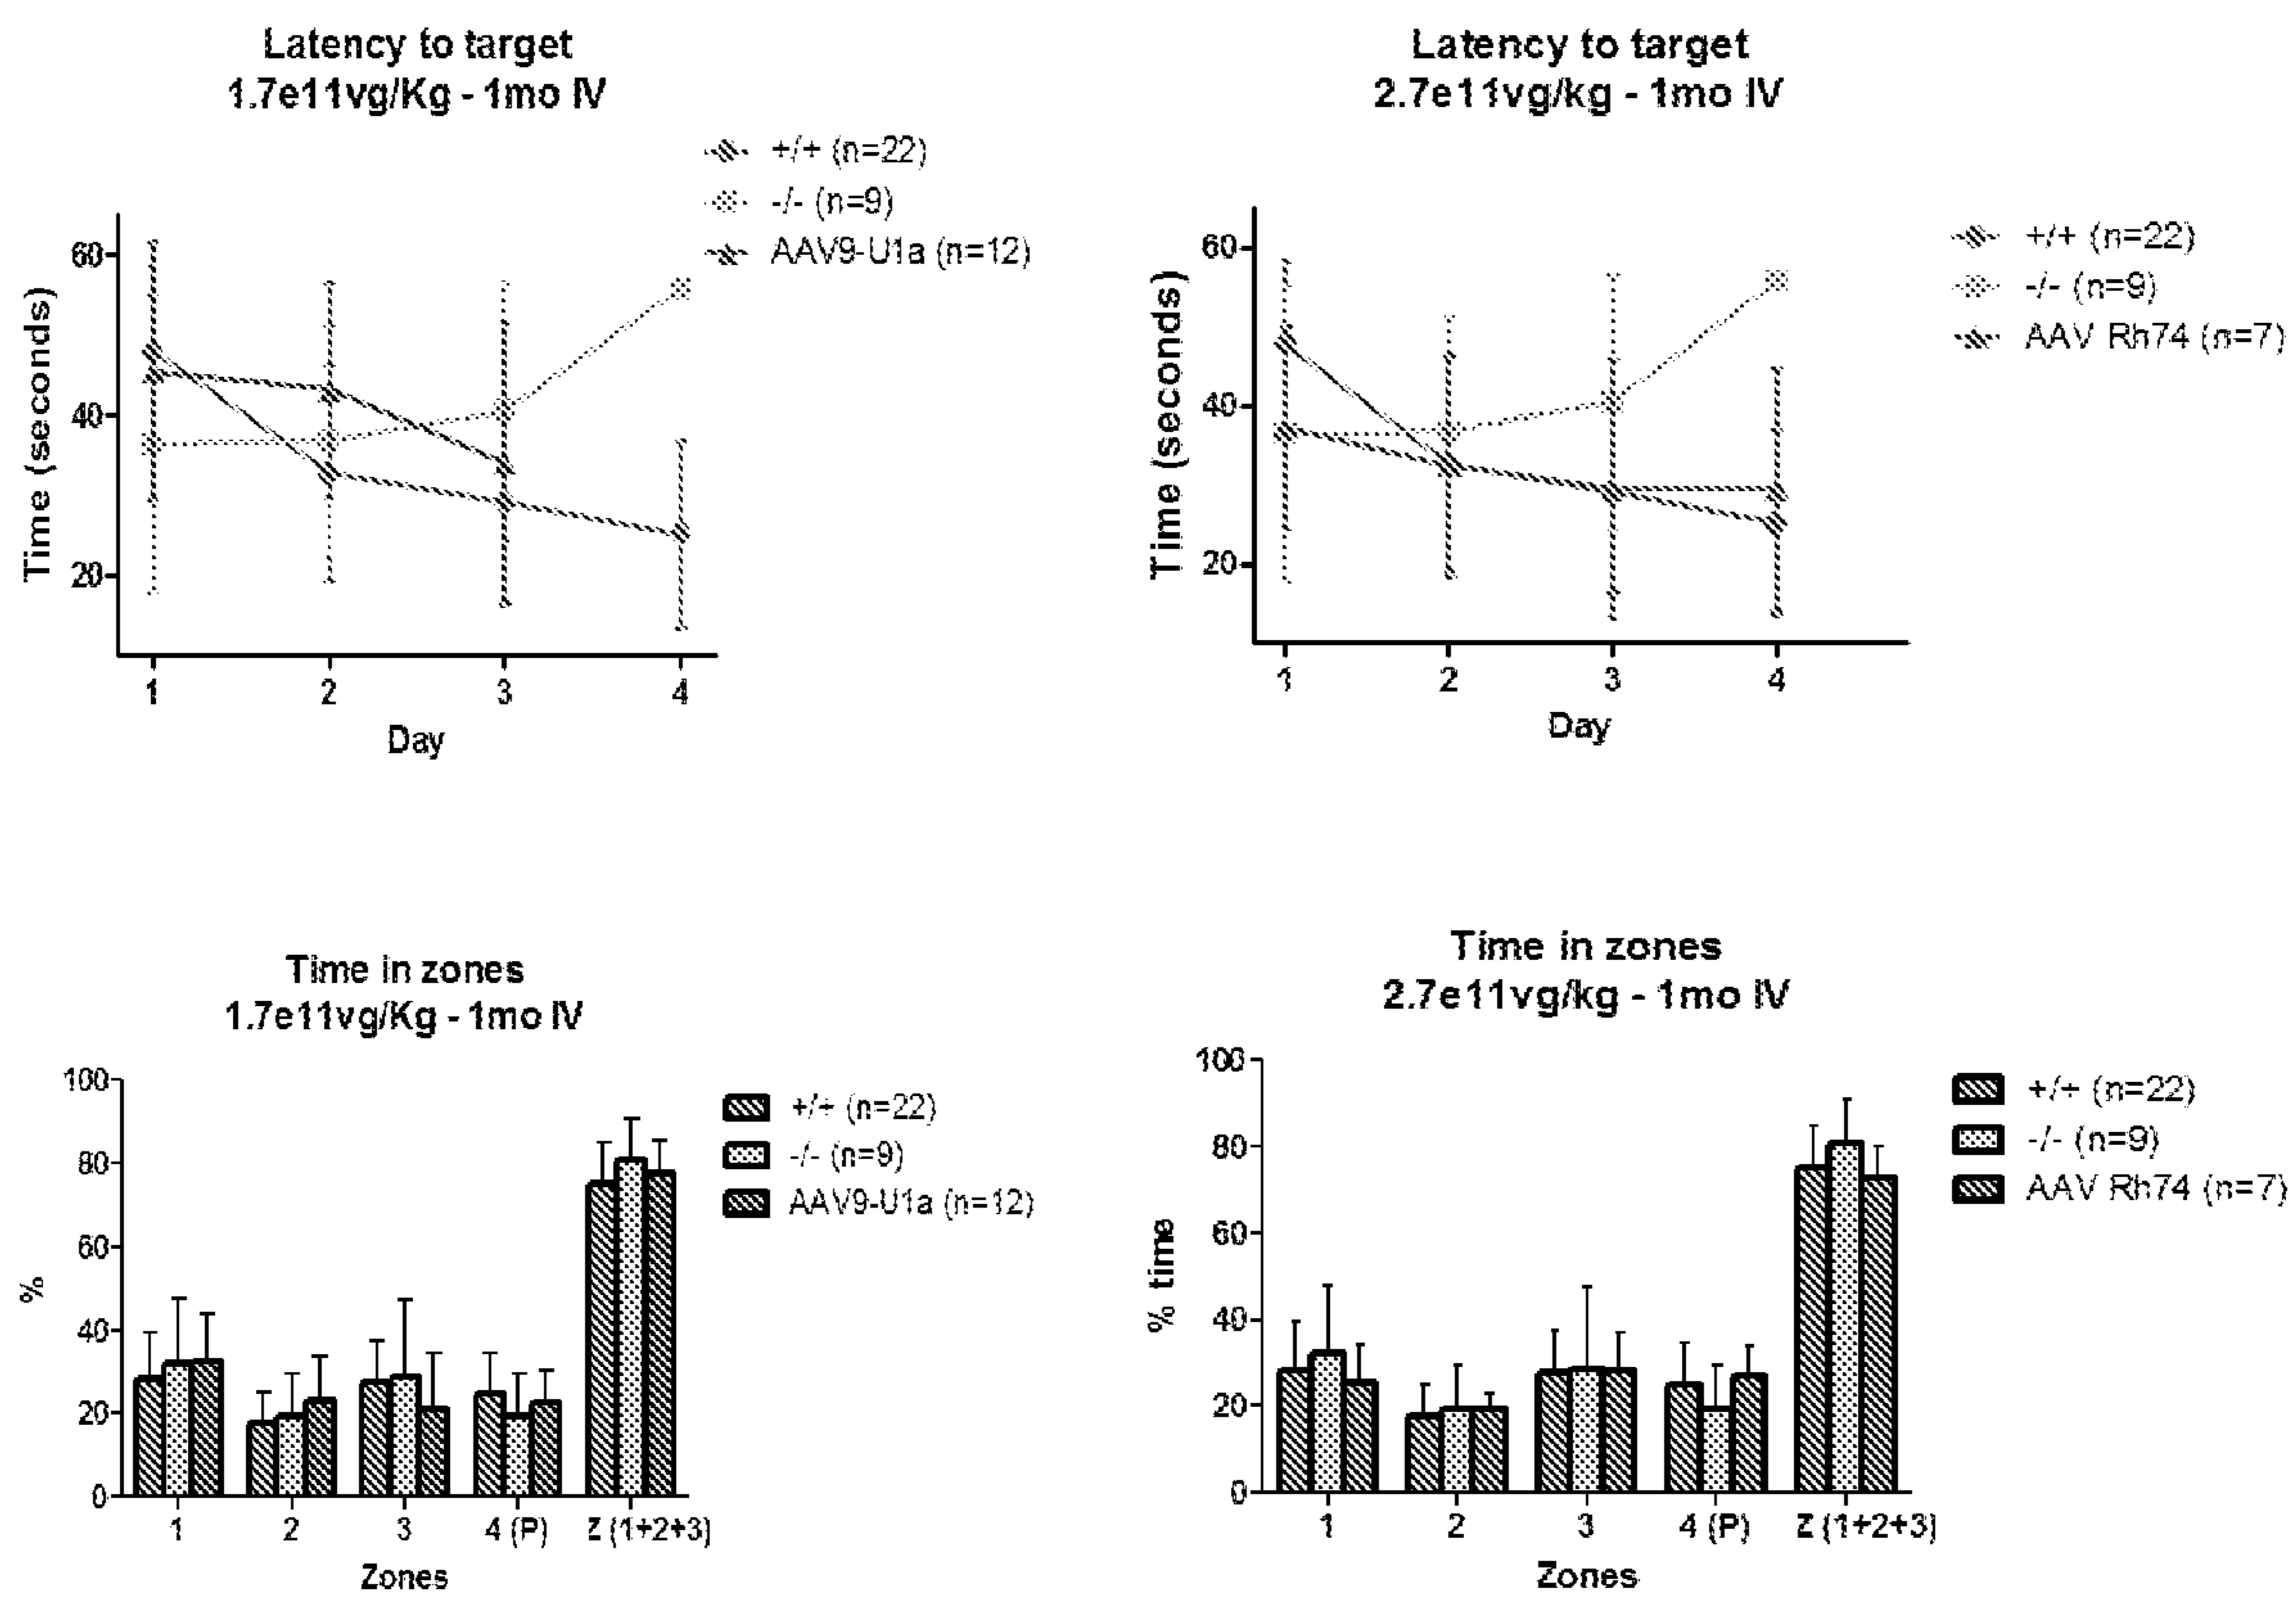 Latency to target
1.7e11vg/Kg - 1mo IV
+/+ (n=22)
-/- (n=9)
AAV9-U1a (n=12)
Time (seconds)
60
40
20
1 2 3 4
Day
Latency to target
2.7e11vg/kg - 1mo IV
+/+ (n=22)
-/- (n=9)
AAV Rh74 (n=7)
Time (seconds)
60
40
20
1 2 3 4
Day
Time in zones
1.7e11vg/Kg - 1mo IV
+/+ (n=22)
-/- (n=9)
AAV9-U1a (n=12)
%
100
80
60
40
20
0
1 2 3 4 (P) Z (1+2+3)
Zones
Time in zones
2.7e11vg/kg - 1mo IV
+/+ (n=22)
-/- (n=9)
AAV Rh74 (n=7)
% time
100
80
60
40
20
0
1 2 3 4 (P) Z (1+2+3)
Zones